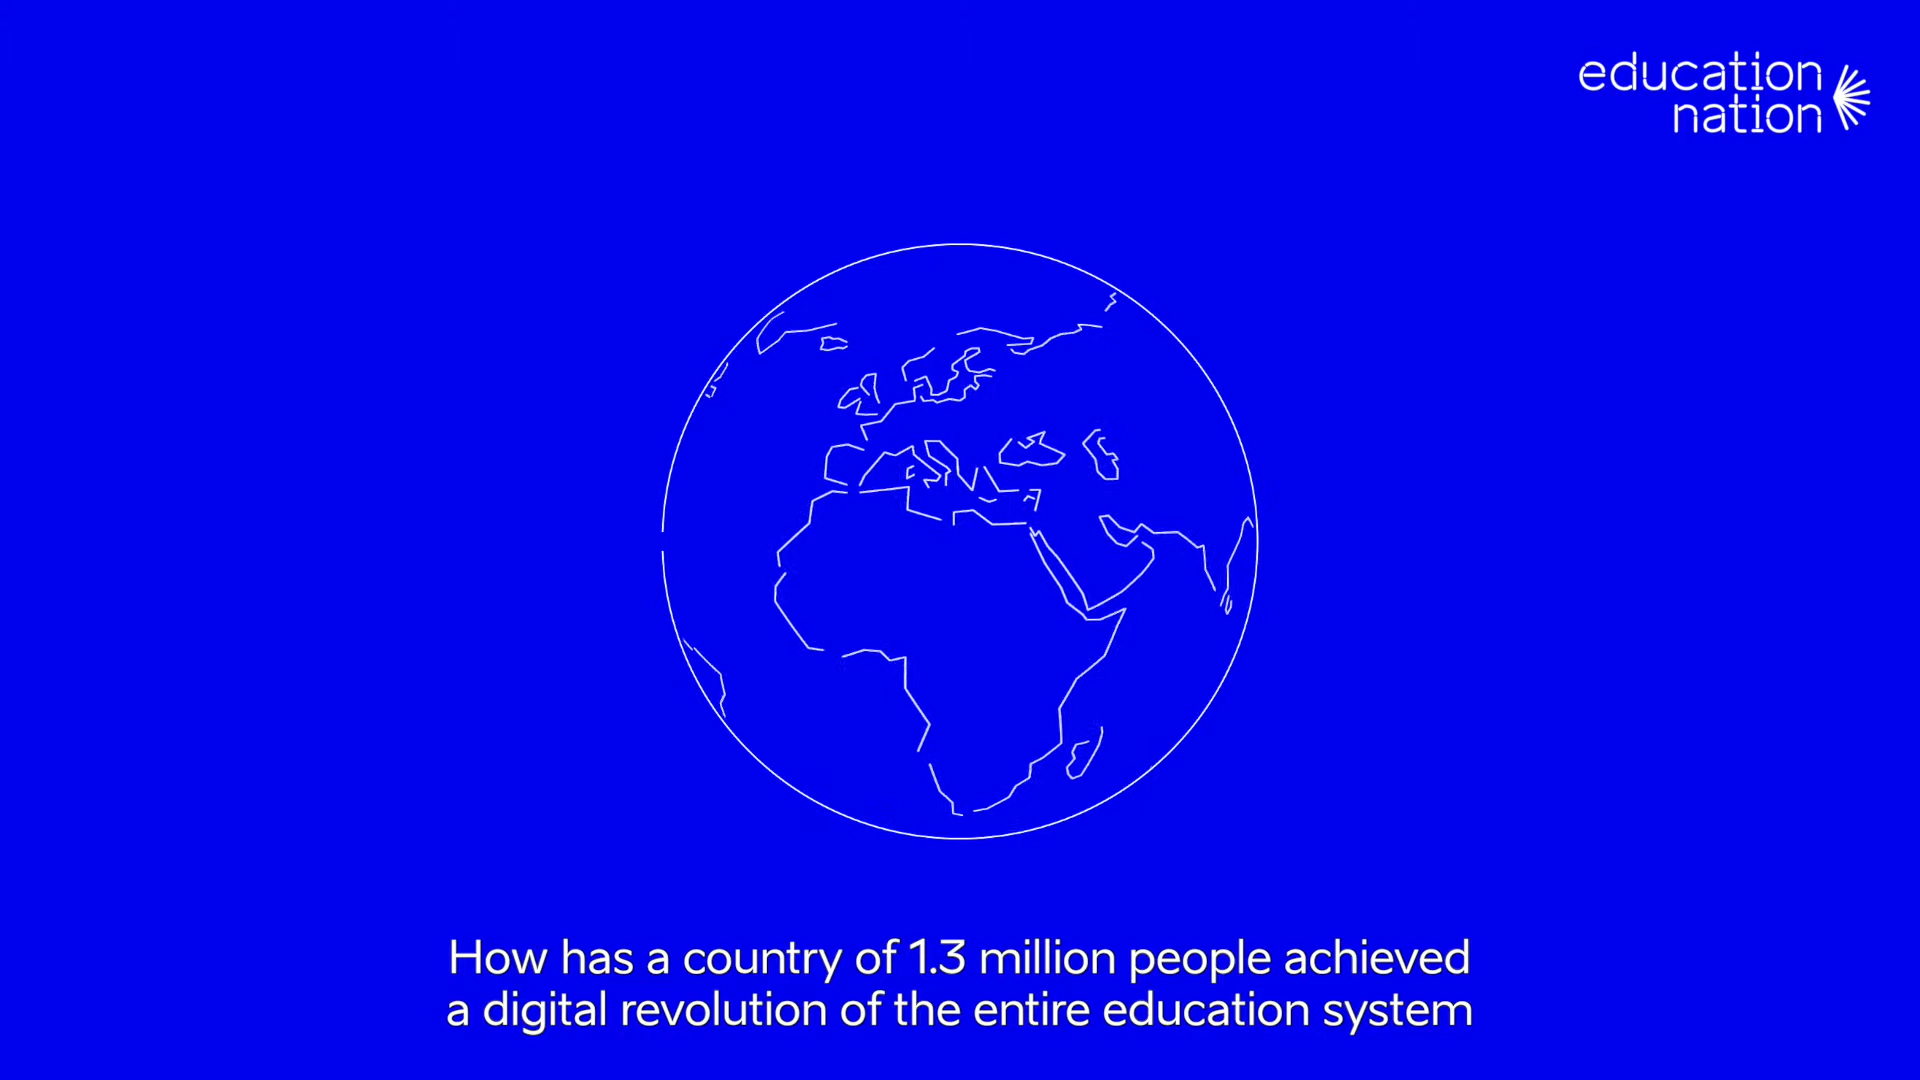 education
nation
How has a country of 1.3 million people achieved
a digital revolution of the entire education system